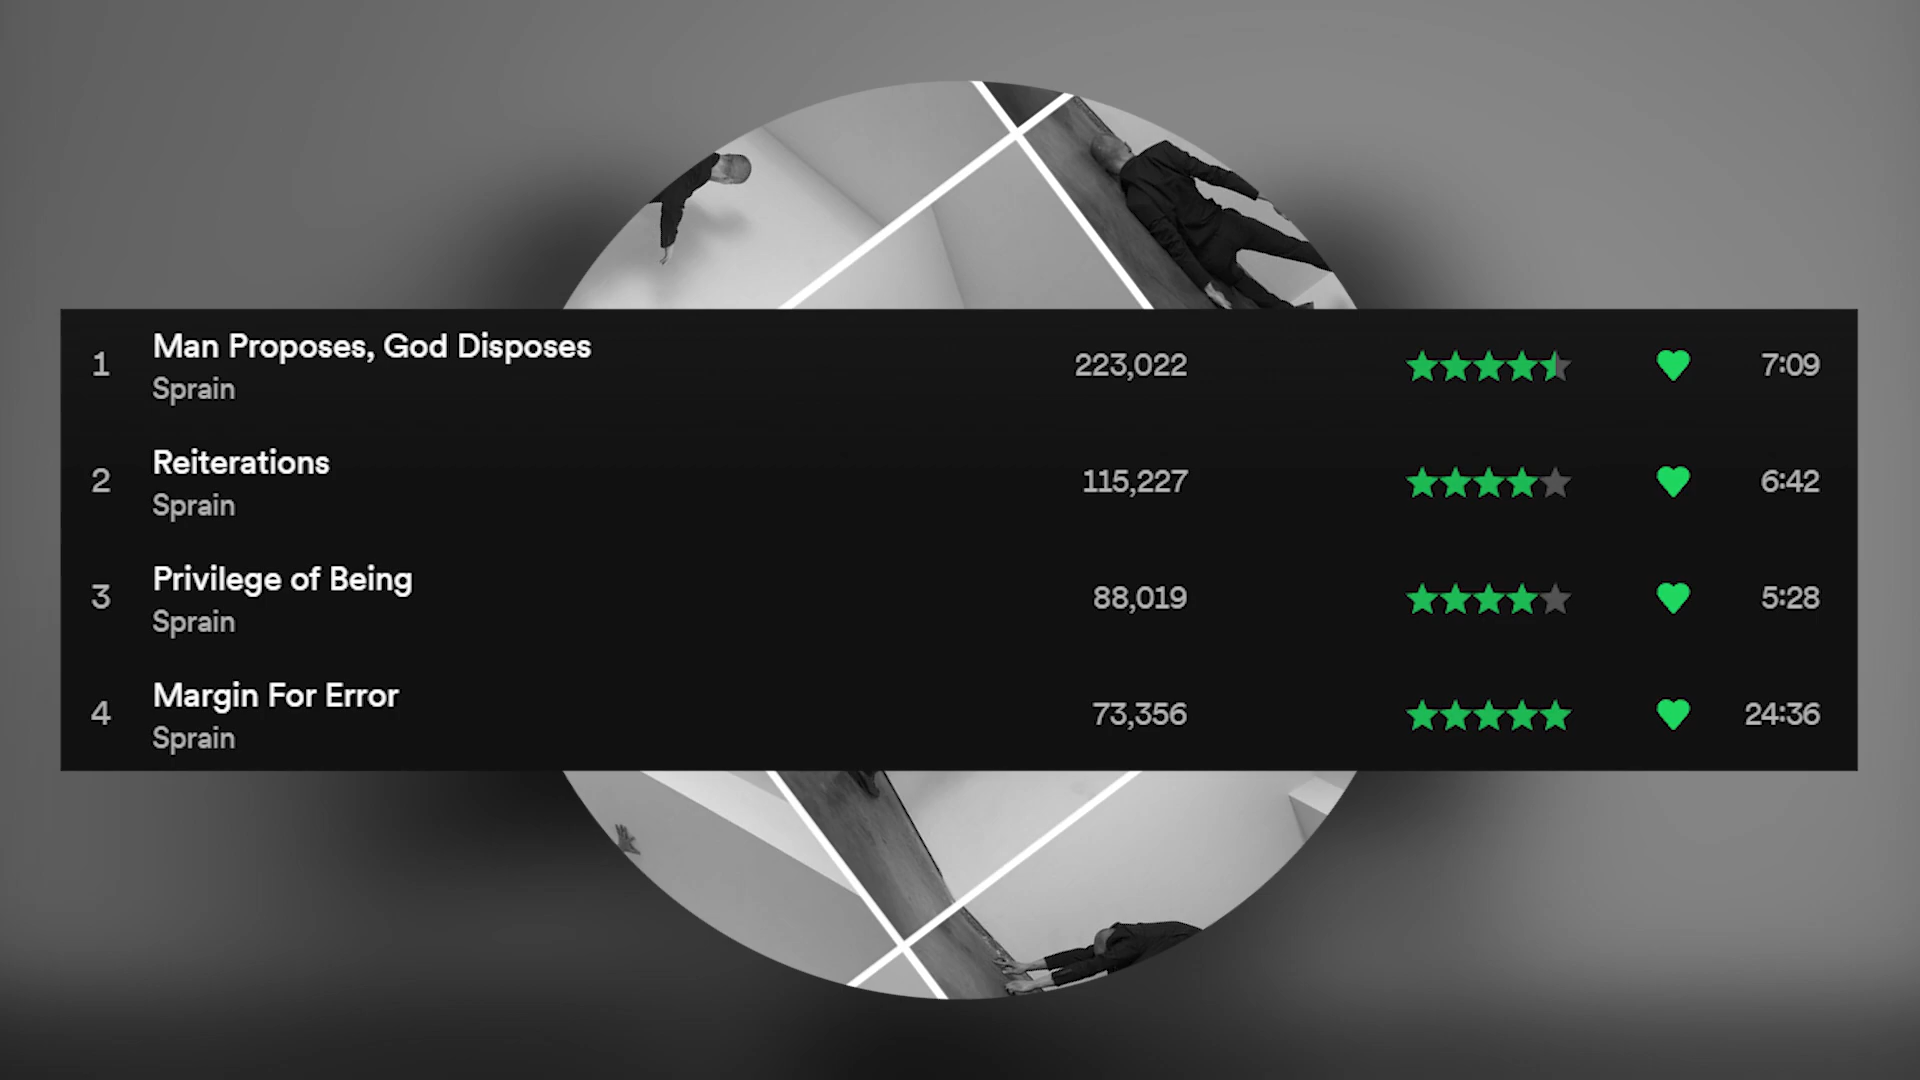 1 Man Proposes, God Disposes 223,022 7:09
Sprain
2 Reiterations 115,227 6:42
Sprain
3 Privilege of Being 88,019 5:28
Sprain
4 Margin For Error 73,356 24:36
Sprain